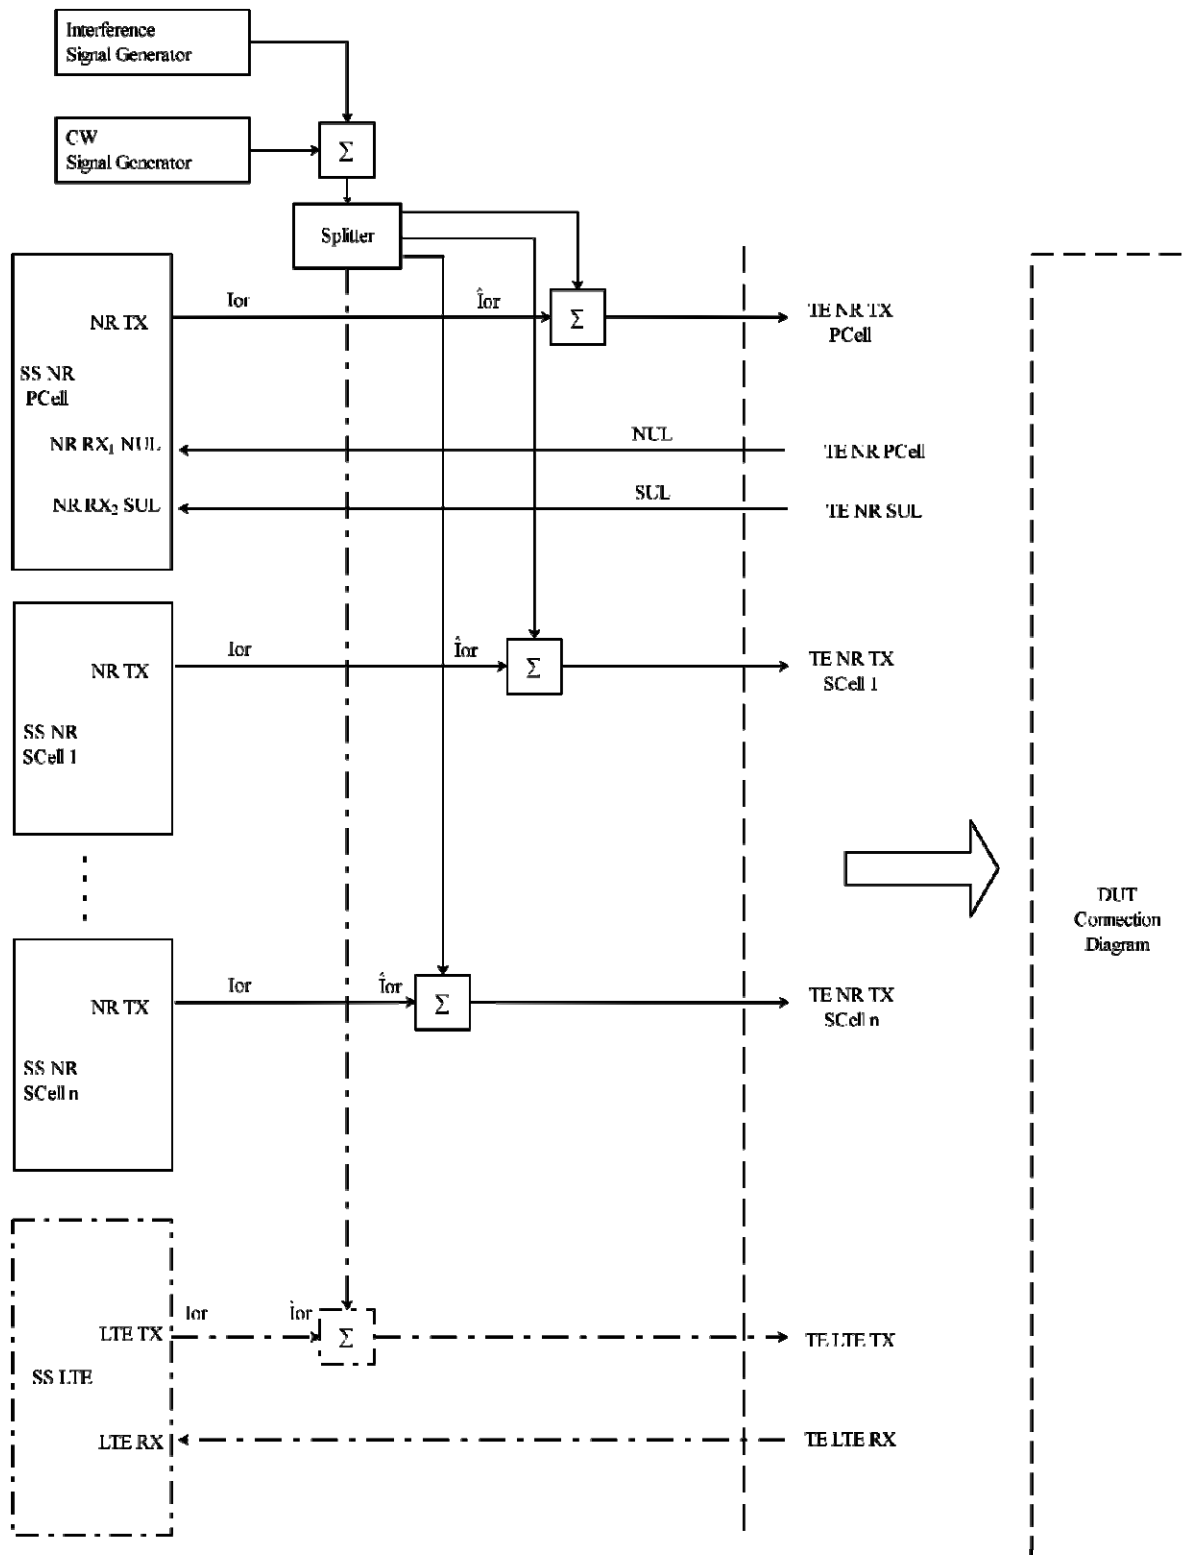 Interference
Signal Generator
CW
Signal Generator
Σ
Splitter
NR TX
Ior
Îor
Σ
TE NR TX
PCell
SS NR
PCell
NR RX₁ NUL
NUL
TE NR PCell
NR RX₂ SUL
SUL
TE NR SUL
NR TX
Ior
Îor
Σ
TE NR TX
SCell 1
SS NR
SCell 1
DUT
Connection
Diagram
NR TX
Ior
Îor
Σ
TE NR TX
SCell n
SS NR
SCell n
LTE TX
Ior
Îor
Σ
TE LTE TX
SS LTE
LTE RX
TE LTE RX